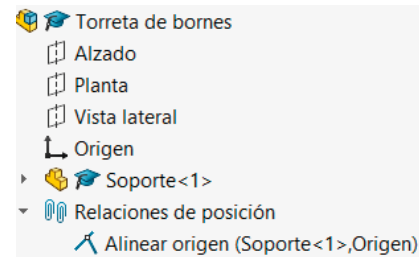 Torreta de bornes
Alzado
Planta
Vista lateral
Origen
Soporte<1>
Relaciones de posición
Alinear origen (Soporte<1>,Origen)